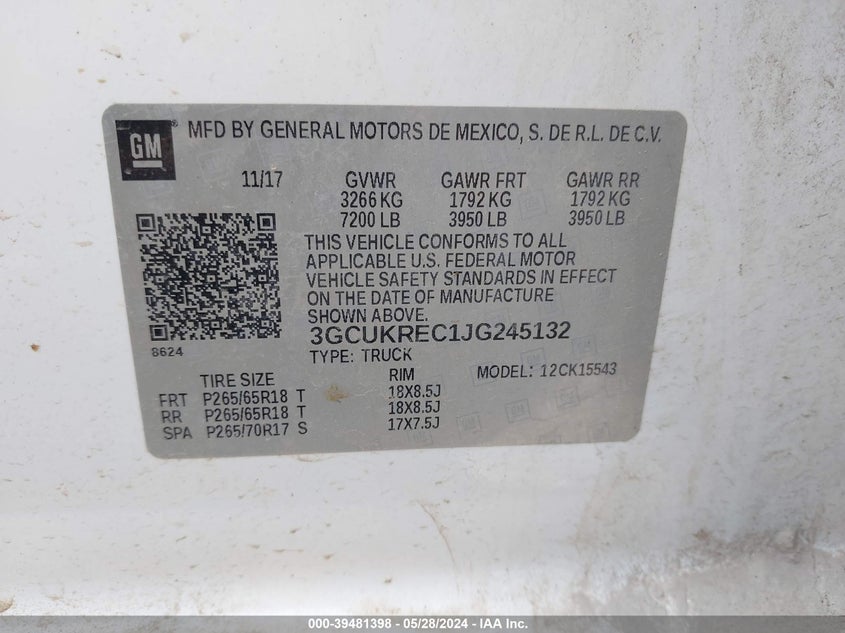 GM
MFD BY GENERAL MOTORS DE MEXICO, S. DE R.L. DE C.V.
11/17 GVWR GAWR FRT GAWR RR
3266 KG 1792 KG 1792 KG
7200 LB 3950 LB 3950 LB
THIS VEHICLE CONFORMS TO ALL
APPLICABLE U.S. FEDERAL MOTOR
VEHICLE SAFETY STANDARDS IN EFFECT
ON THE DATE OF MANUFACTURE
SHOWN ABOVE.
3GCUKREC1JG245132
8624
TYPE: TRUCK
MODEL: 12CK15543
TIRE SIZE RIM
FRT P265/65R18 T 18X8.5J
RR P265/65R18 T 18X8.5J
SPA P265/70R17 S 17X7.5J
000-39481398 - 05/28/2024 - IAA Inc.